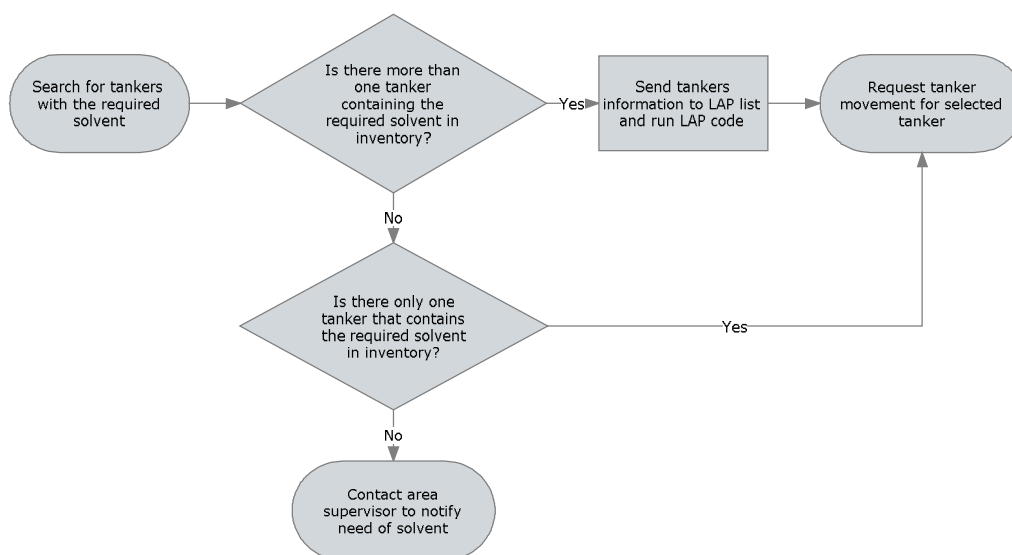 Search for tankers
with the required
solvent
Is there more than
one tanker
containing the
required solvent in
inventory?
Yes
Send tankers
information to LAP list
and run LAP code
Request tanker
movement for selected
tanker
No
Is there only one
tanker that contains
the required solvent
in inventory?
Yes
No
Contact area
supervisor to notify
need of solvent